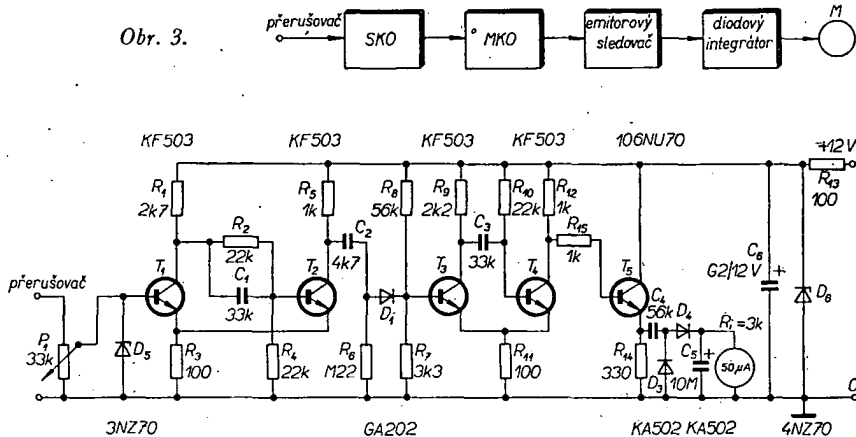 Obr. 3.
přerušovač
SKO
MKO
emitorový
sledovač
diodový
integrátor
M
KF503
KF503
KF503
KF503
106NU70
+12V
R1
2k7
R2
22k
C1
33k
R5
1k
C2
4k7
R8
56k
R9
2k2
C3
33k
R10
22k
R12
1k
R15
1k
R13
100
C6
G2/12V
+
D6
přerušovač
P1
33k
T1
D5
R3
100
T2
R4
22k
R6
M22
D1
R7
3k3
T3
R11
100
T4
T5
C4
56k
R14
330
D3
D4
C5
+
10M
Ri=3k
50µA
0
3NZ70
GA202
KA502 KA502
4NZ70